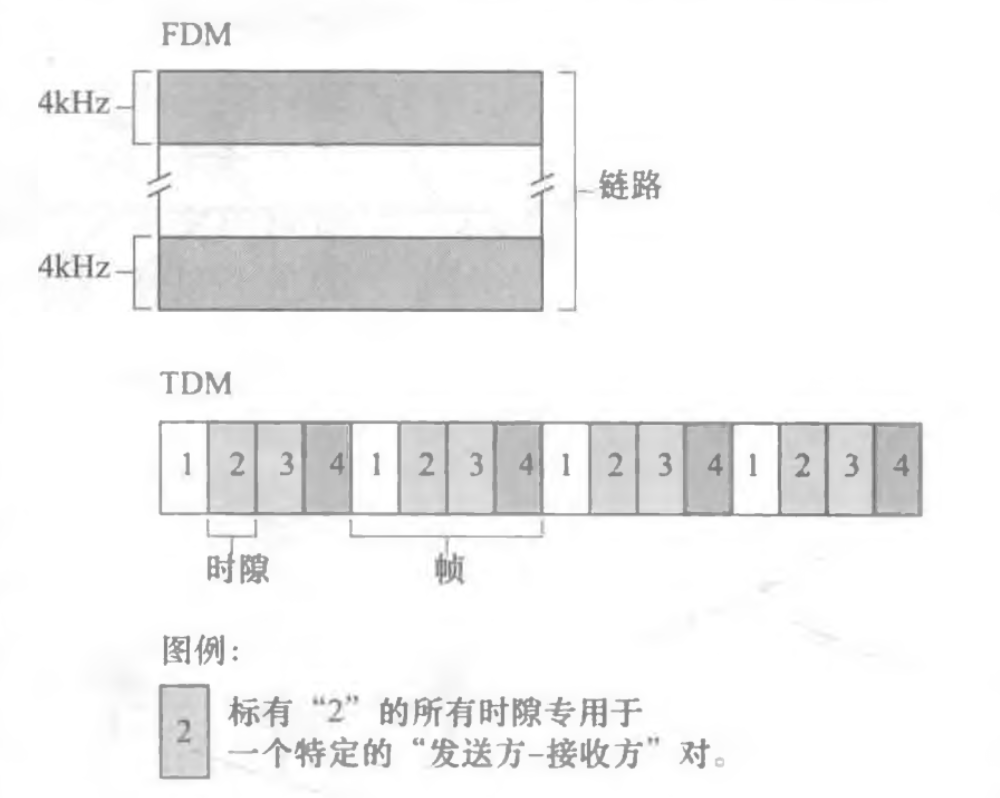 FDM
4kHz
链路
4kHz
TDM
1 2 3 4 1 2 3 4 1 2 3 4 1 2 3 4
时隙
帧
图例：
2
标有“2”的所有时隙专用于
一个特定的“发送方-接收方”对。